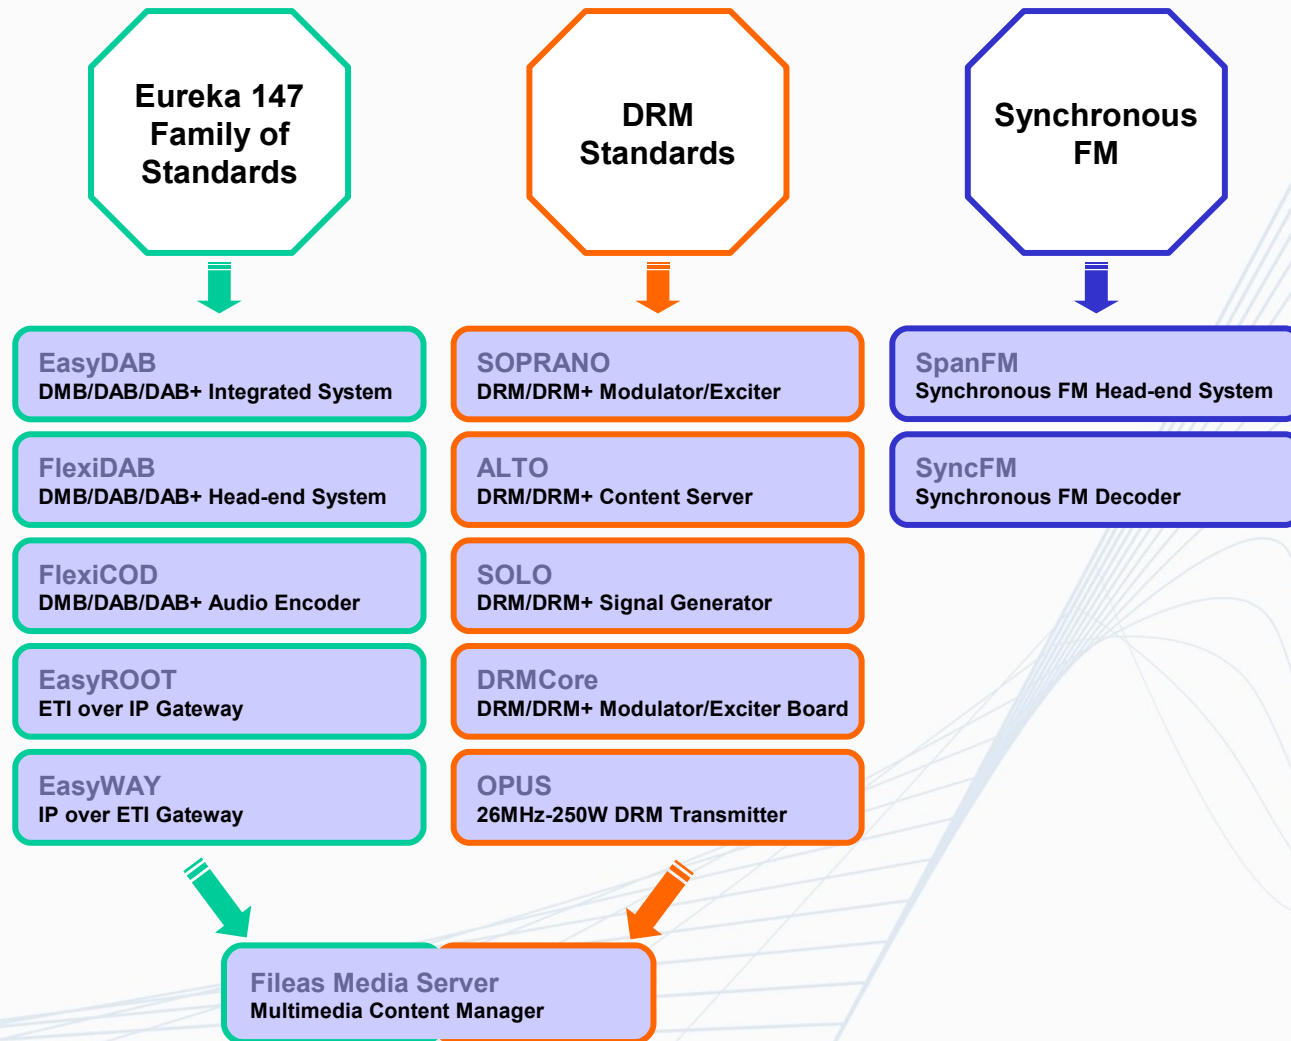 Eureka 147
Family of
Standards
DRM
Standards
Synchronous
FM
EasyDAB
DMB/DAB/DAB+ Integrated System
FlexiDAB
DMB/DAB/DAB+ Head-end System
FlexiCOD
DMB/DAB/DAB+ Audio Encoder
EasyROOT
ETI over IP Gateway
EasyWAY
IP over ETI Gateway
SOPRANO
DRM/DRM+ Modulator/Exciter
ALTO
DRM/DRM+ Content Server
SOLO
DRM/DRM+ Signal Generator
DRMCore
DRM/DRM+ Modulator/Exciter Board
OPUS
26MHz-250W DRM Transmitter
SpanFM
Synchronous FM Head-end System
SyncFM
Synchronous FM Decoder
Fileas Media Server
Multimedia Content Manager